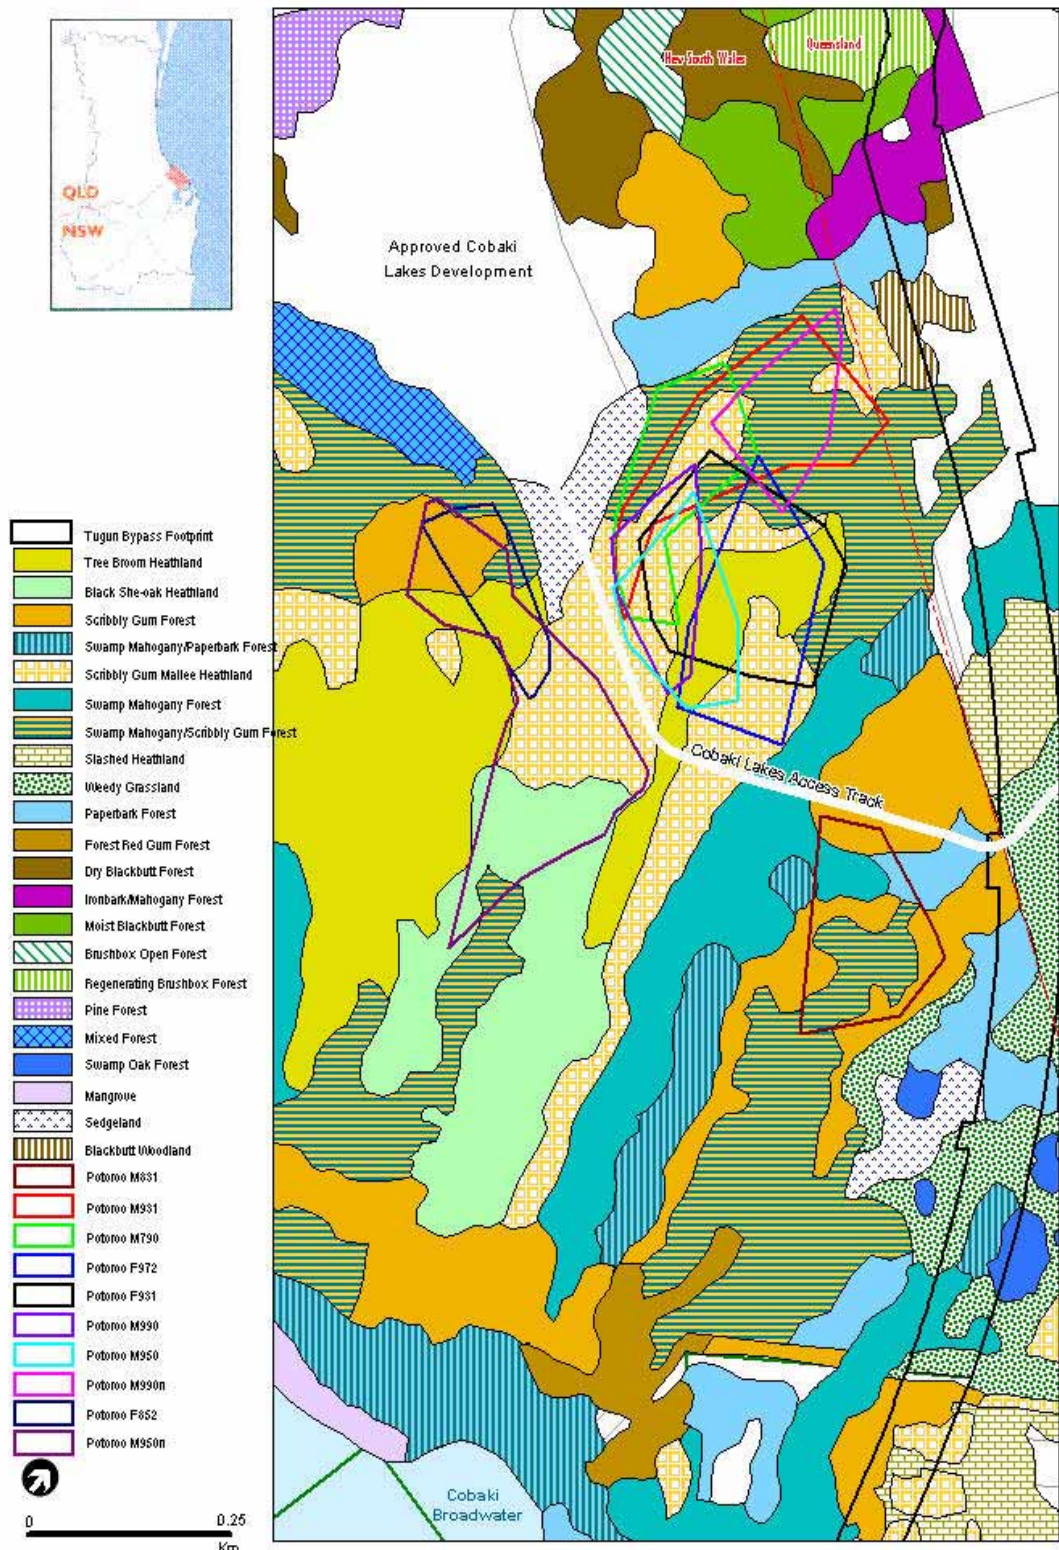 QLD
NSW
New South Wales
Queensland
Approved Cobaki
Lakes Development
Cobaki Lakes Access Track
Cobaki
Broadwater
Tugun Bypass Footprint
Tree Broom Heathland
Black She-oak Heathland
Scribbly Gum Forest
Swamp Mahogany/Paperbark Forest
Scribbly Gum Mallee Heathland
Swamp Mahogany Forest
Swamp Mahogany/Scribbly Gum Forest
Slashed Heathland
Weedy Grassland
Paperbark Forest
Forest Red Gum Forest
Dry Blackbutt Forest
Ironbark/Mahogany Forest
Moist Blackbutt Forest
Brushbox Open Forest
Regenerating Brushbox Forest
Pine Forest
Mixed Forest
Swamp Oak Forest
Mangrove
Sedgeland
Blackbutt Woodland
Potoroo M831
Potoroo M931
Potoroo M790
Potoroo F972
Potoroo F931
Potoroo M990
Potoroo M950
Potoroo M990n
Potoroo F852
Potoroo M950n
0 0.25
Km